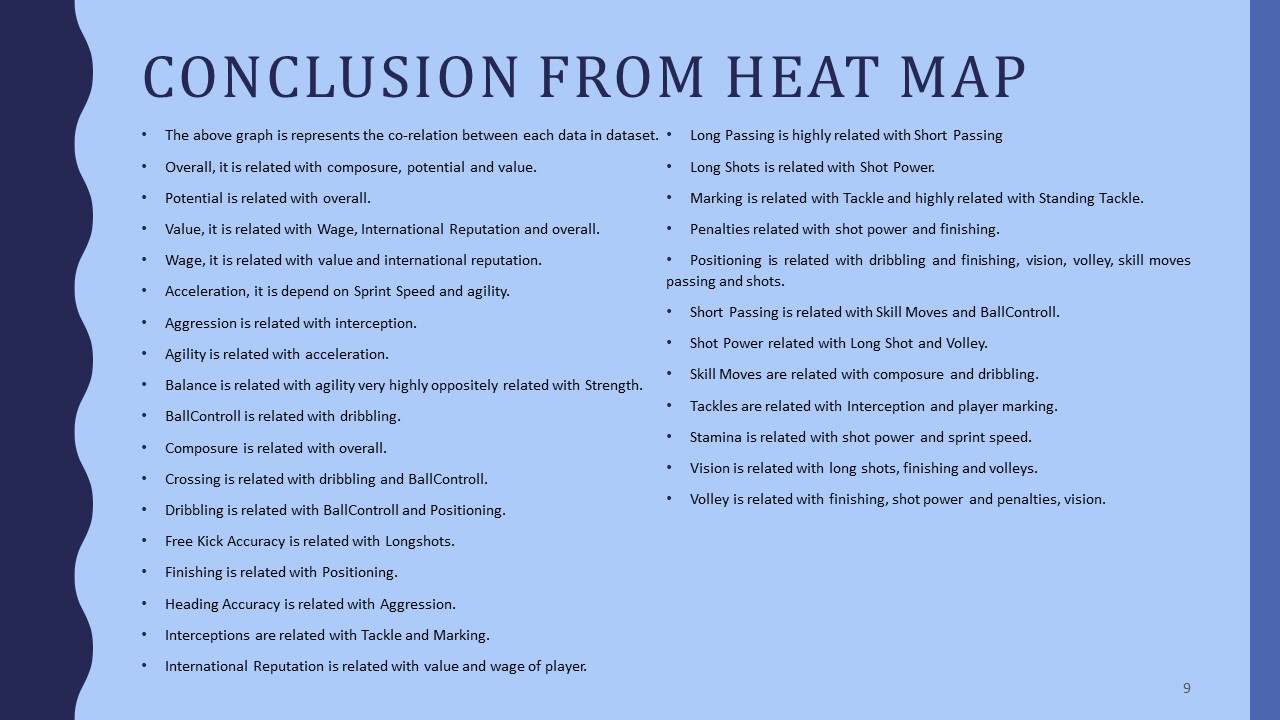 CONCLUSION FROM HEAT MAP
• The above graph is represents the co-relation between each data in dataset.
• Overall, it is related with composure, potential and value.
• Potential is related with overall.
• Value, it is related with Wage, International Reputation and overall.
• Wage, it is related with value and international reputation.
• Acceleration, it is depend on Sprint Speed and agility.
• Aggression is related with interception.
• Agility is related with acceleration.
• Balance is related with agility very highly oppositely related with Strength.
• BallControll is related with dribbling.
• Composure is related with overall.
• Crossing is related with dribbling and BallControll.
• Dribbling is related with BallControll and Positioning.
• Free Kick Accuracy is related with Longshots.
• Finishing is related with Positioning.
• Heading Accuracy is related with Aggression.
• Interceptions are related with Tackle and Marking.
• International Reputation is related with value and wage of player.
• Long Passing is highly related with Short Passing
• Long Shots is related with Shot Power.
• Marking is related with Tackle and highly related with Standing Tackle.
• Penalties related with shot power and finishing.
• Positioning is related with dribbling and finishing, vision, volley, skill moves
passing and shots.
• Short Passing is related with Skill Moves and BallControll.
• Shot Power related with Long Shot and Volley.
• Skill Moves are related with composure and dribbling.
• Tackles are related with Interception and player marking.
• Stamina is related with shot power and sprint speed.
• Vision is related with long shots, finishing and volleys.
• Volley is related with finishing, shot power and penalties, vision.
9